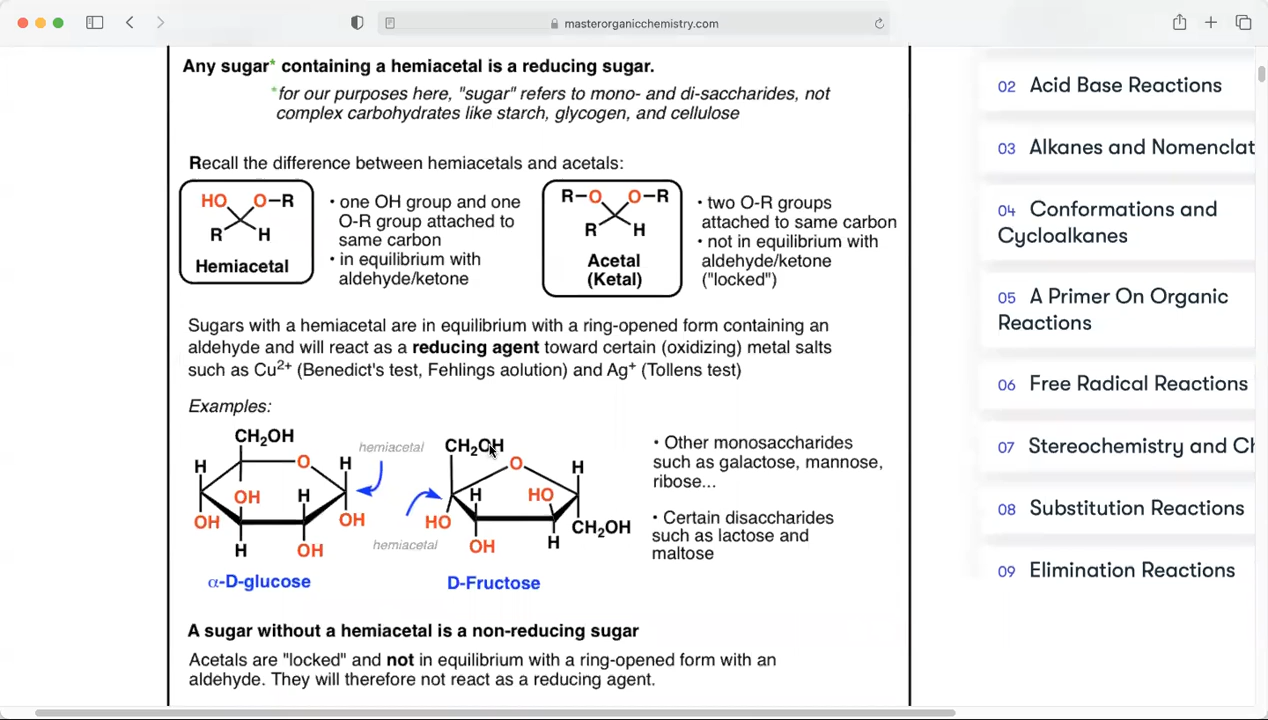 masterorganicchemistry.com
Any sugar* containing a hemiacetal is a reducing sugar.
*for our purposes here, "sugar" refers to mono- and di-saccharides, not
complex carbohydrates like starch, glycogen, and cellulose
Recall the difference between hemiacetals and acetals:
HO O–R
R H
Hemiacetal
• one OH group and one
O-R group attached to
same carbon
• in equilibrium with
aldehyde/ketone
R–O O–R
R H
Acetal
(Ketal)
• two O-R groups
attached to same carbon
• not in equilibrium with
aldehyde/ketone
("locked")
Sugars with a hemiacetal are in equilibrium with a ring-opened form containing an
aldehyde and will react as a reducing agent toward certain (oxidizing) metal salts
such as Cu2+ (Benedict's test, Fehlings aolution) and Ag+ (Tollens test)
Examples:
CH2OH
H O H
OH H
OH OH
H OH
α-D-glucose
hemiacetal
hemiacetal
CH2OH
O H
H HO
HO CH2OH
OH H
D-Fructose
• Other monosaccharides
such as galactose, mannose,
ribose...
• Certain disaccharides
such as lactose and
maltose
A sugar without a hemiacetal is a non-reducing sugar
Acetals are "locked" and not in equilibrium with a ring-opened form with an
aldehyde. They will therefore not react as a reducing agent.
02 Acid Base Reactions
03 Alkanes and Nomenclat
04 Conformations and
Cycloalkanes
05 A Primer On Organic
Reactions
06 Free Radical Reactions
07 Stereochemistry and Ch
08 Substitution Reactions
09 Elimination Reactions